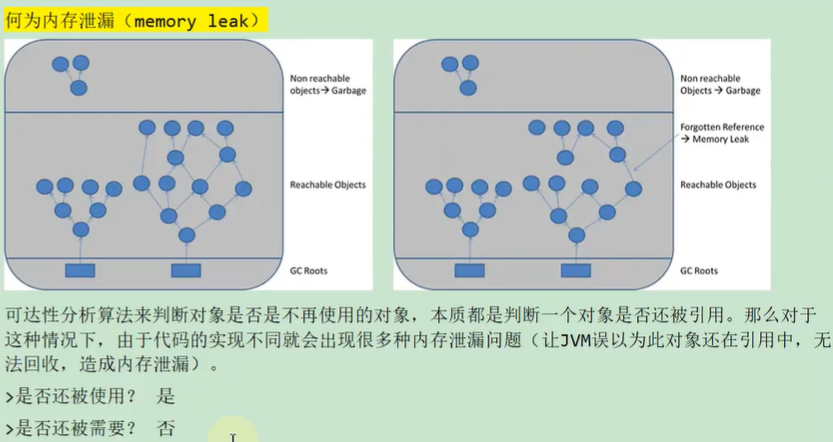 何为内存泄漏（memory leak）
Non reachable
objects→ Garbage
Reachable Objects
GC Roots
Non reachable
Objects → Garbage
Forgotten Reference
→ Memory Leak
Reachable Objects
GC Roots
可达性分析算法来判断对象是否是不再使用的对象，本质都是判断一个对象是否还被引用。那么对于
这种情况下，由于代码的实现不同就会出现很多种内存泄漏问题（让JVM误以为此对象还在引用中，无
法回收，造成内存泄漏）。
>是否还被使用？ 是
>是否还被需要？ 否